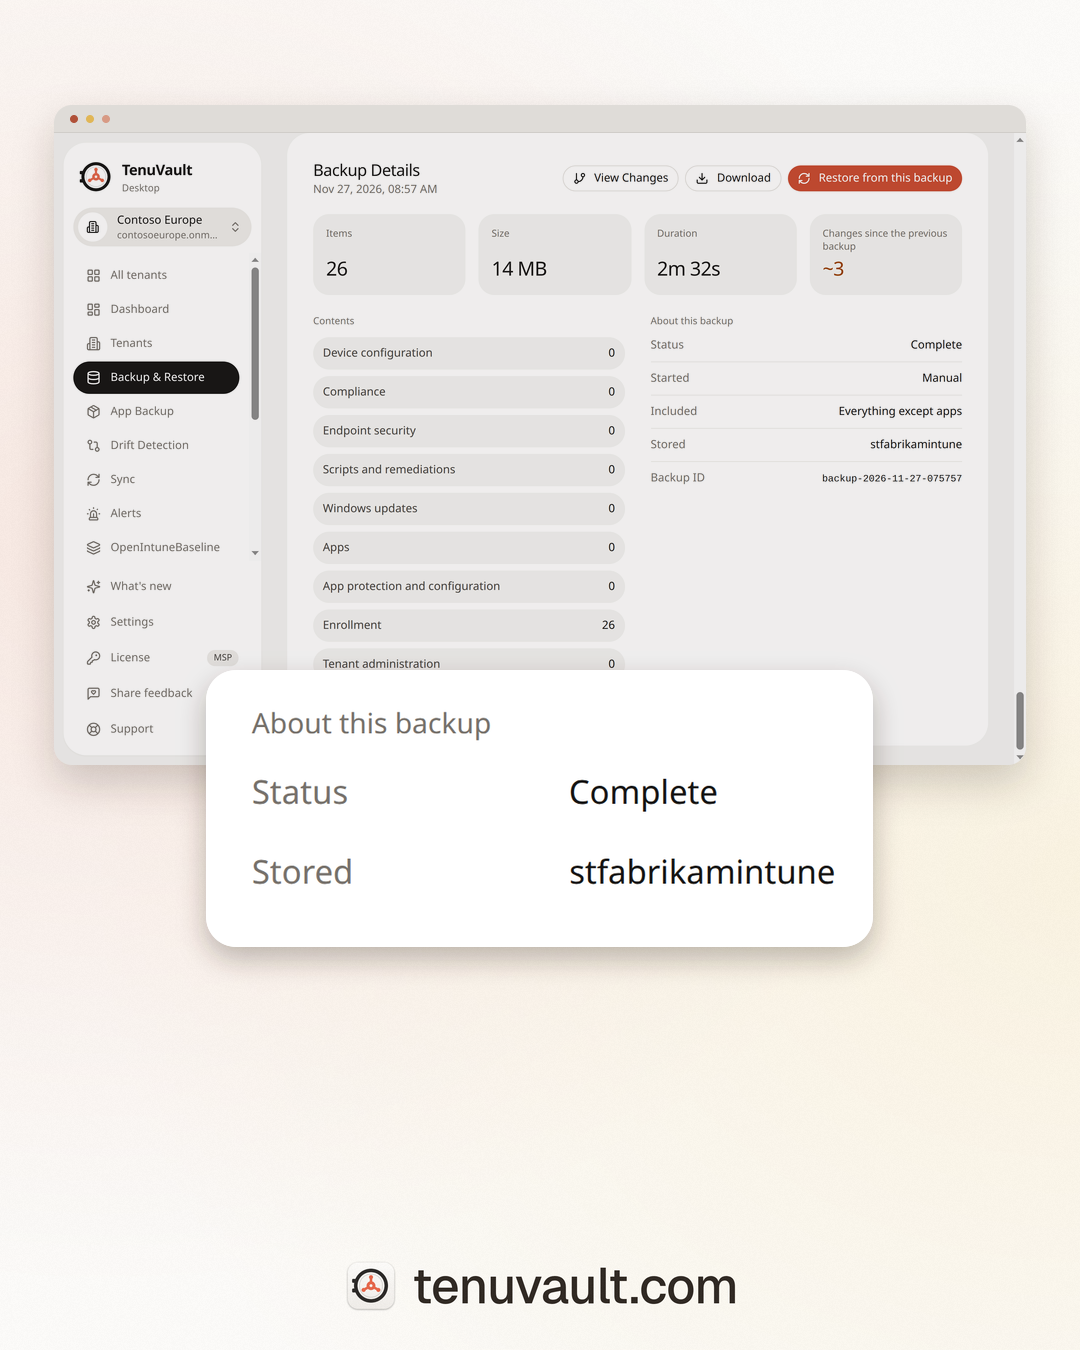 TenuVault
Desktop
Contoso Europe
contosoeurope.onm...
All tenants
Dashboard
Tenants
Backup & Restore
App Backup
Drift Detection
Sync
Alerts
OpenIntuneBaseline
What's new
Settings
License MSP
Share feedback
Support
Backup Details
Nov 27, 2026, 08:57 AM
View Changes
Download
Restore from this backup
Items
26
Size
14 MB
Duration
2m 32s
Changes since the previous
backup
~3
Contents
Device configuration 0
Compliance 0
Endpoint security 0
Scripts and remediations 0
Windows updates 0
Apps 0
App protection and configuration 0
Enrollment 26
Tenant administration 0
About this backup
Status Complete
Started Manual
Included Everything except apps
Stored stfabrikamintune
Backup ID backup-2026-11-27-075757
About this backup
Status Complete
Stored stfabrikamintune
tenuvault.com